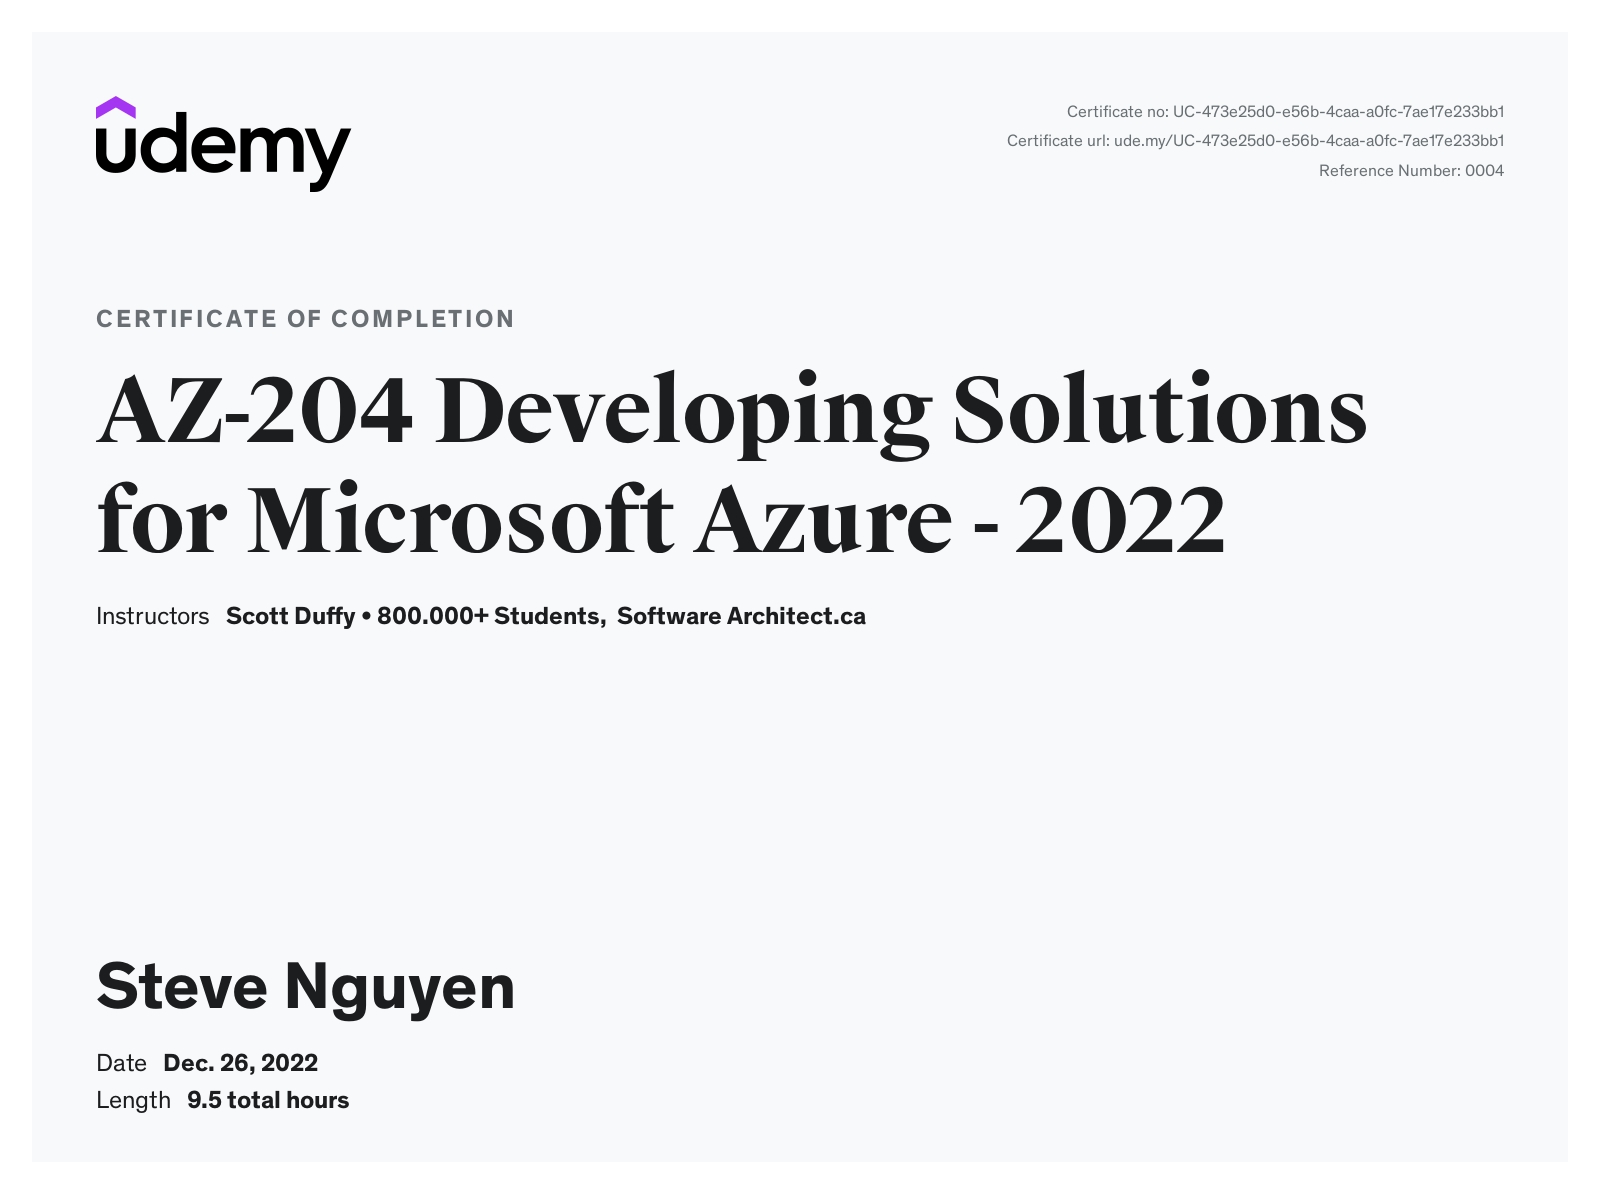 udemy
Certificate no: UC-473e25d0-e56b-4caa-a0fc-7ae17e233bb1
Certificate url: ude.my/UC-473e25d0-e56b-4caa-a0fc-7ae17e233bb1
Reference Number: 0004
CERTIFICATE OF COMPLETION
AZ-204 Developing Solutions
for Microsoft Azure - 2022
Instructors Scott Duffy • 800.000+ Students, Software Architect.ca
Steve Nguyen
Date Dec. 26, 2022
Length 9.5 total hours